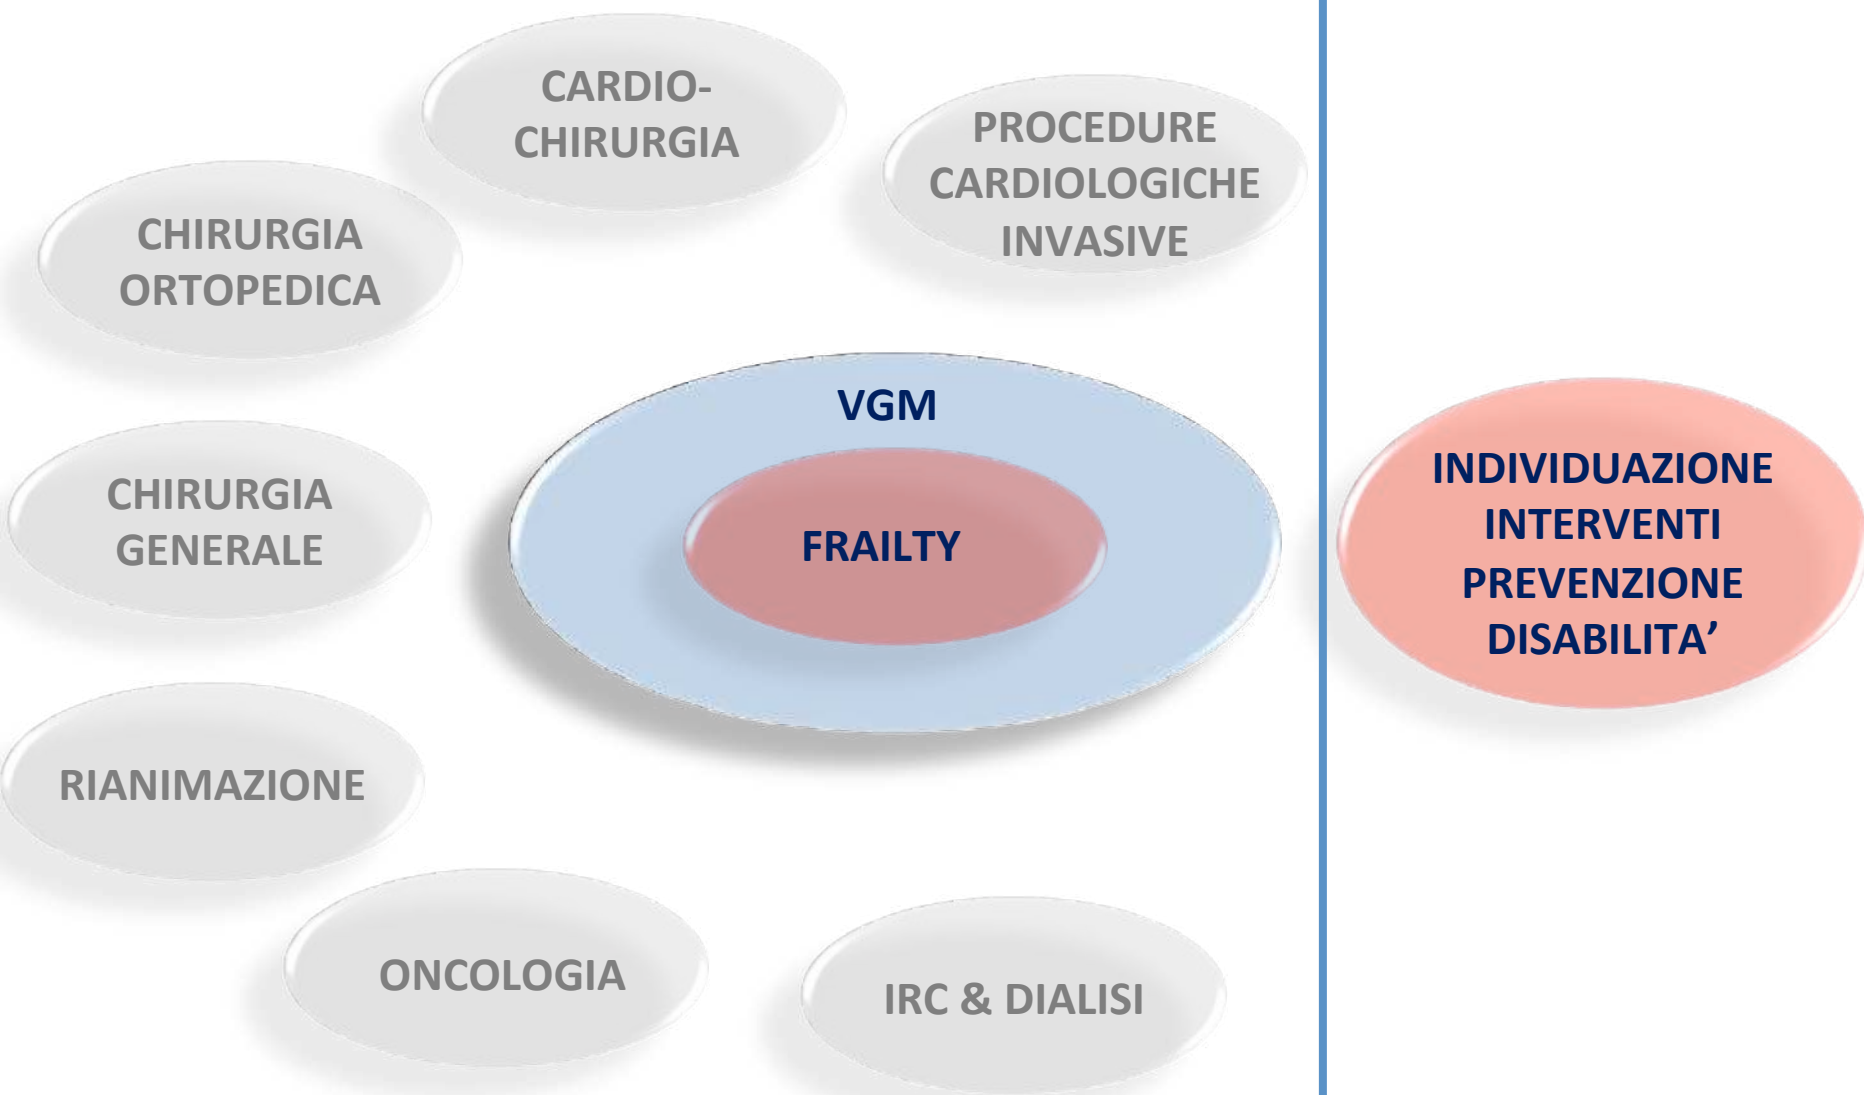 CARDIO-
CHIRURGIA
PROCEDURE
CARDIOLOGICHE
INVASIVE
CHIRURGIA
ORTOPEDICA
VGM
FRAILTY
CHIRURGIA
GENERALE
RIANIMAZIONE
ONCOLOGIA
IRC & DIALISI
INDIVIDUAZIONE
INTERVENTI
PREVENZIONE
DISABILITA’